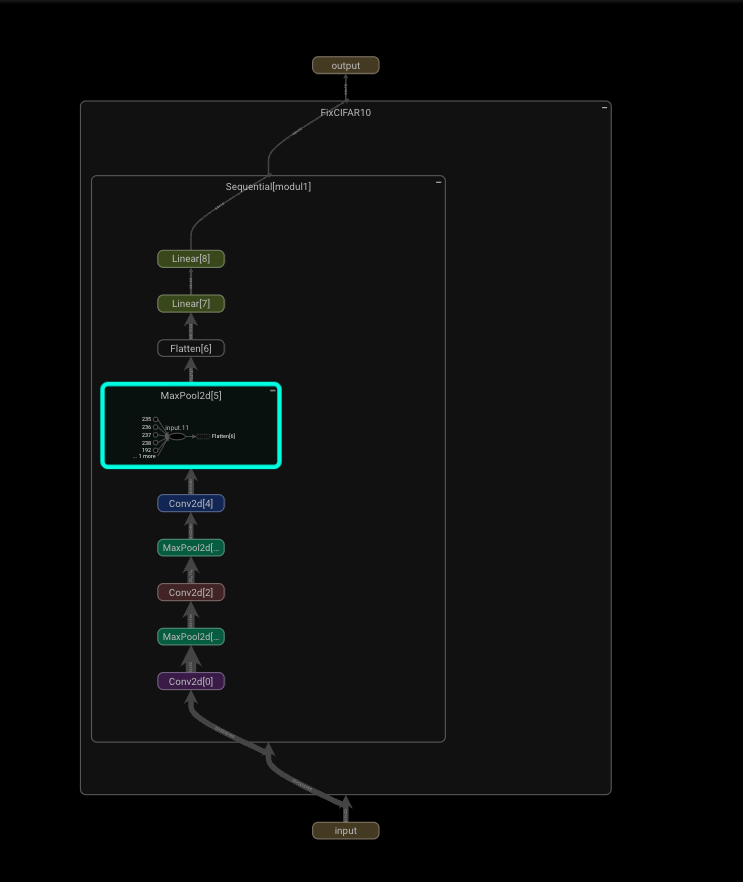 output
FixCIFAR10
Sequential[modul1]
Linear[8]
Linear[7]
Flatten[6]
MaxPool2d[5]
235
236
237
238
192
... 1 more
input.11
Flatten[6]
Conv2d[4]
MaxPool2d[...
Conv2d[2]
MaxPool2d[...
Conv2d[0]
input